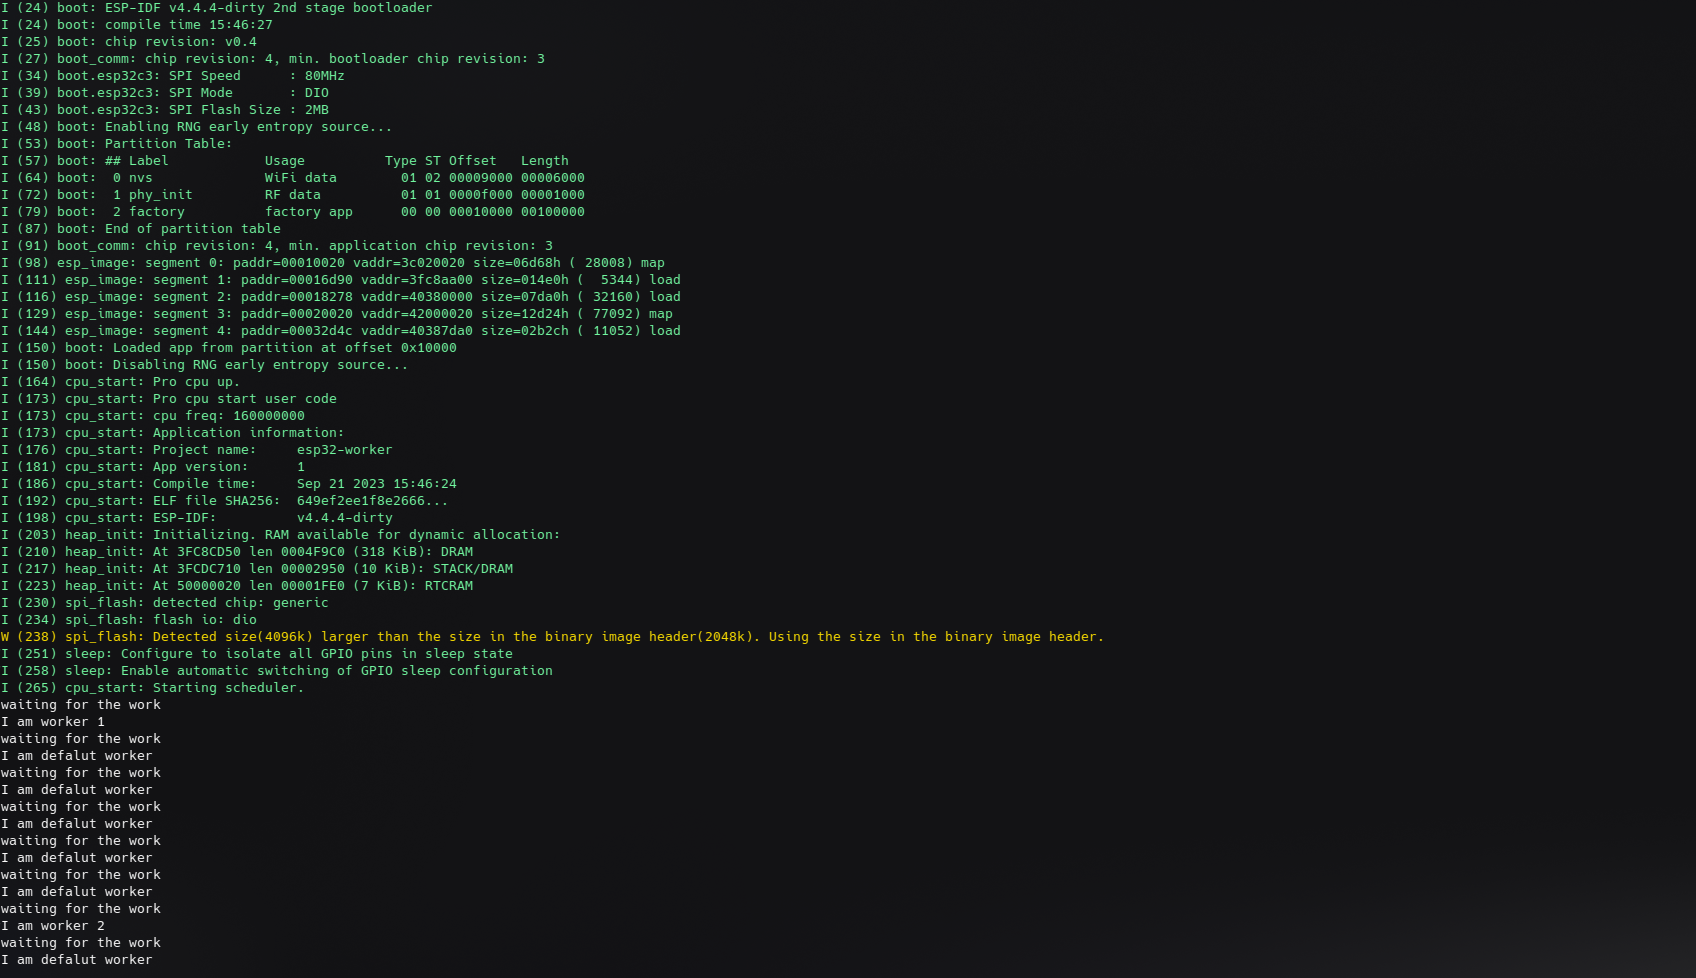 I (24) boot: ESP-IDF v4.4.4-dirty 2nd stage bootloader
I (24) boot: compile time 15:46:27
I (25) boot: chip revision: v0.4
I (27) boot_comm: chip revision: 4, min. bootloader chip revision: 3
I (34) boot.esp32c3: SPI Speed      : 80MHz
I (39) boot.esp32c3: SPI Mode       : DIO
I (43) boot.esp32c3: SPI Flash Size : 2MB
I (48) boot: Enabling RNG early entropy source...
I (53) boot: Partition Table:
I (57) boot: ## Label            Usage          Type ST Offset   Length
I (64) boot:  0 nvs              WiFi data        01 02 00009000 00006000
I (72) boot:  1 phy_init         RF data          01 01 0000f000 00001000
I (79) boot:  2 factory          factory app      00 00 00010000 00100000
I (87) boot: End of partition table
I (91) boot_comm: chip revision: 4, min. application chip revision: 3
I (98) esp_image: segment 0: paddr=00010020 vaddr=3c020020 size=06d68h ( 28008) map
I (111) esp_image: segment 1: paddr=00016d90 vaddr=3fc8aa00 size=014e0h (  5344) load
I (116) esp_image: segment 2: paddr=00018278 vaddr=40380000 size=07da0h ( 32160) load
I (129) esp_image: segment 3: paddr=00020020 vaddr=42000020 size=12d24h ( 77092) map
I (144) esp_image: segment 4: paddr=00032d4c vaddr=40387da0 size=02b2ch ( 11052) load
I (150) boot: Loaded app from partition at offset 0x10000
I (150) boot: Disabling RNG early entropy source...
I (164) cpu_start: Pro cpu up.
I (173) cpu_start: Pro cpu start user code
I (173) cpu_start: cpu freq: 160000000
I (173) cpu_start: Application information:
I (176) cpu_start: Project name:     esp32-worker
I (181) cpu_start: App version:      1
I (186) cpu_start: Compile time:     Sep 21 2023 15:46:24
I (192) cpu_start: ELF file SHA256:  649ef2ee1f8e2666...
I (198) cpu_start: ESP-IDF:          v4.4.4-dirty
I (203) heap_init: Initializing. RAM available for dynamic allocation:
I (210) heap_init: At 3FC8CD50 len 0004F9C0 (318 KiB): DRAM
I (217) heap_init: At 3FCDC710 len 00002950 (10 KiB): STACK/DRAM
I (223) heap_init: At 50000020 len 00001FE0 (7 KiB): RTCRAM
I (230) spi_flash: detected chip: generic
I (234) spi_flash: flash io: dio
W (238) spi_flash: Detected size(4096k) larger than the size in the binary image header(2048k). Using the size in the binary image header.
I (251) sleep: Configure to isolate all GPIO pins in sleep state
I (258) sleep: Enable automatic switching of GPIO sleep configuration
I (265) cpu_start: Starting scheduler.
waiting for the work
I am worker 1
waiting for the work
I am defalut worker
waiting for the work
I am defalut worker
waiting for the work
I am defalut worker
waiting for the work
I am defalut worker
waiting for the work
I am defalut worker
waiting for the work
I am worker 2
waiting for the work
I am defalut worker